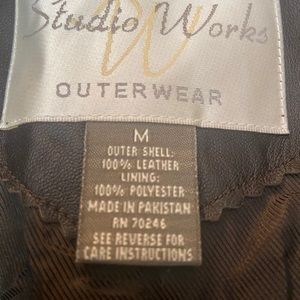 Studio Works
OUTERWEAR
M
OUTER SHELL:
100% LEATHER
LINING:
100% POLYESTER
MADE IN PAKISTAN
RN 70246
SEE REVERSE FOR
CARE INSTRUCTIONS